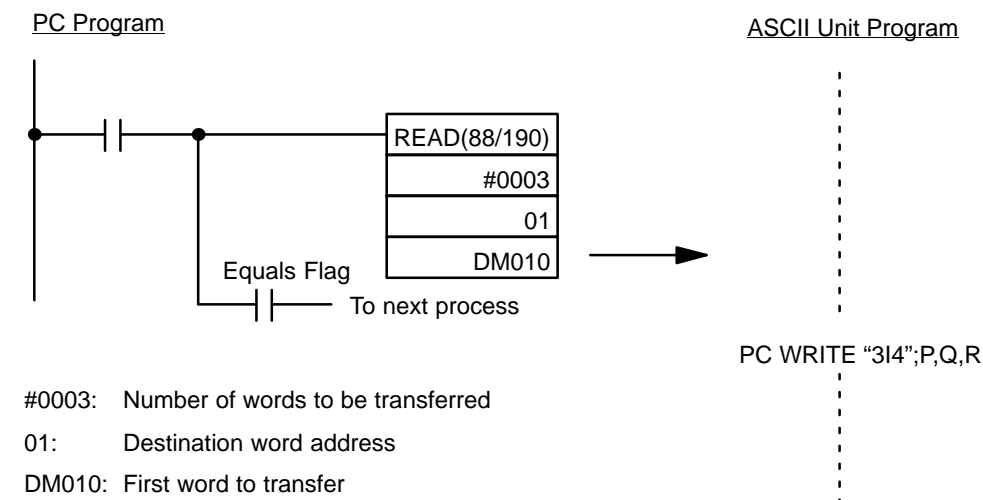 PC Program
ASCII Unit Program
READ(88/190)
#0003
01
DM010
Equals Flag
To next process
PC WRITE “3I4”;P,Q,R
#0003: Number of words to be transferred
01: Destination word address
DM010: First word to transfer